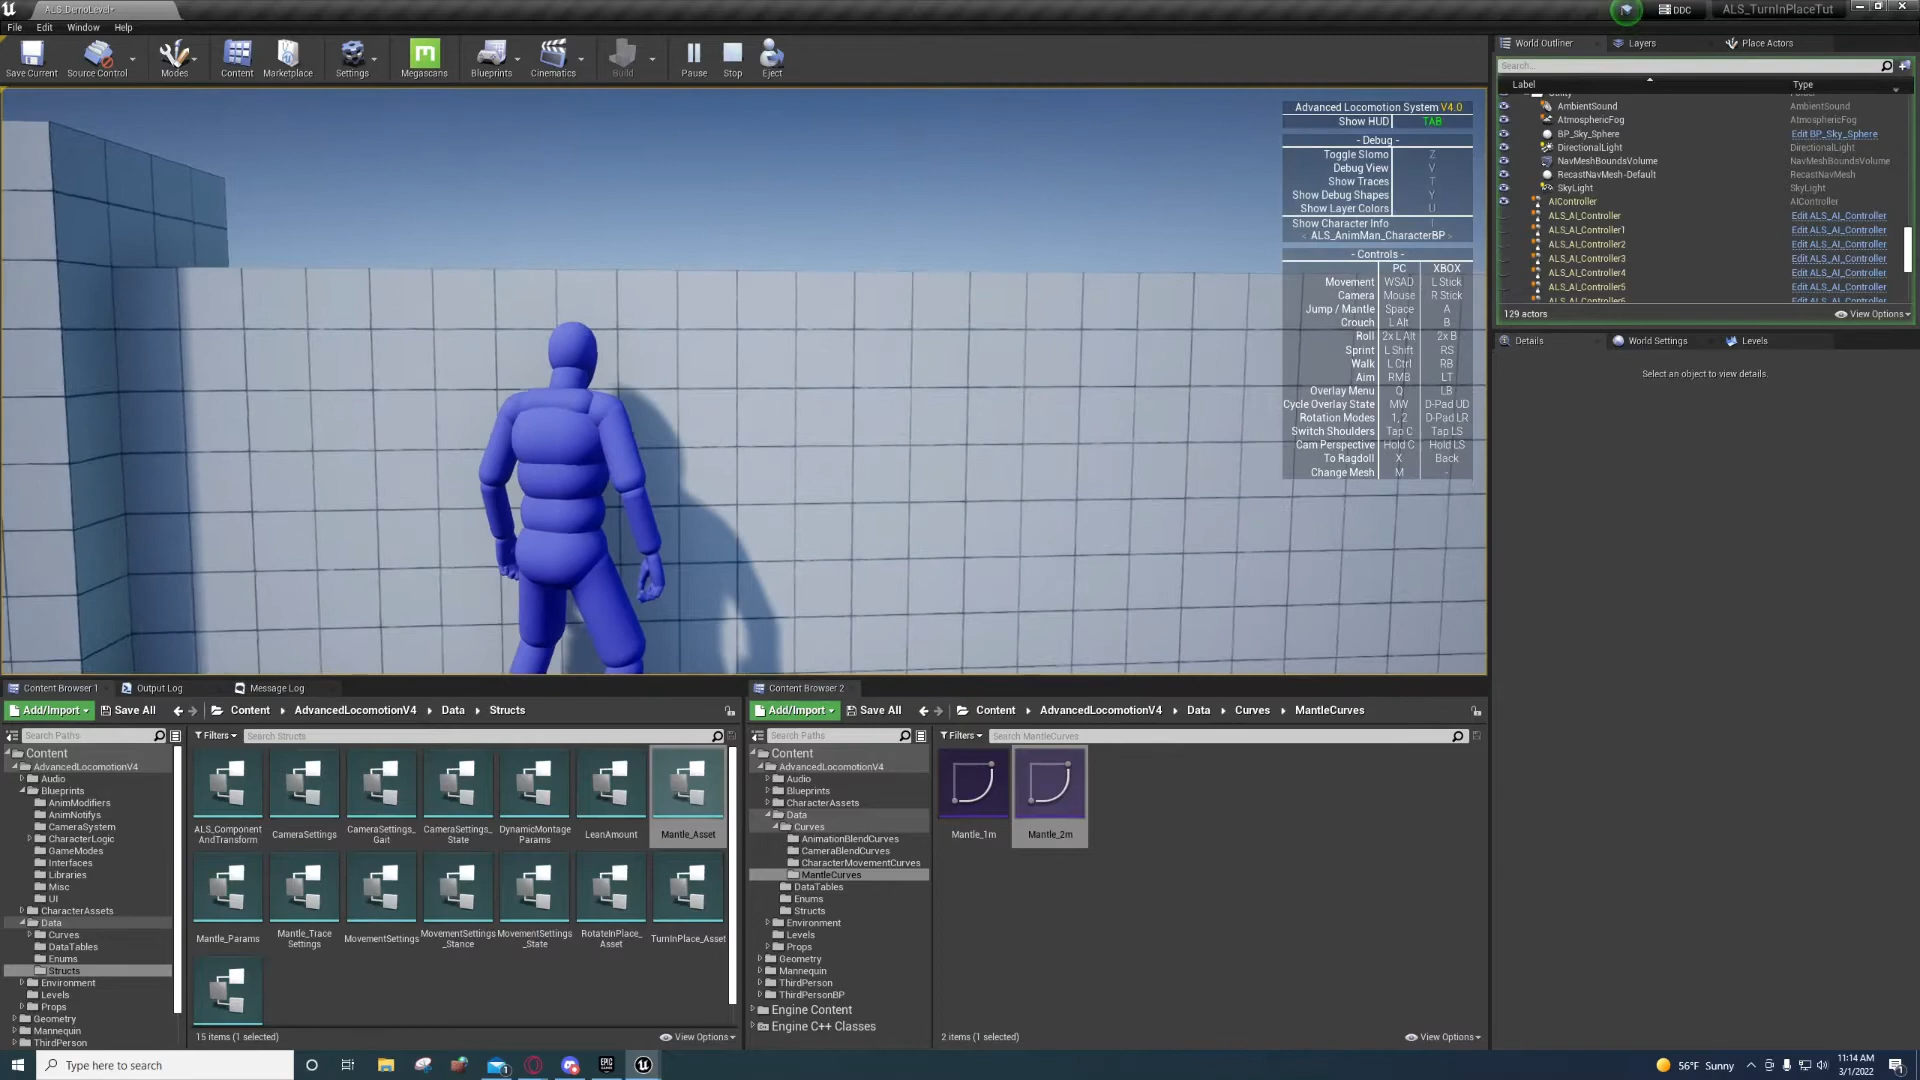 ALS_DemoLevel*
DDC
ALS_TurnInPlaceTut
File Edit Window Help
Save Current Source Control Modes Content Marketplace Settings Megascans Blueprints Cinematics Build Pause Stop Eject
World Outliner Layers Place Actors
Search...
Label Type
AmbientSound AmbientSound
AtmosphericFog AtmosphericFog
BP_Sky_Sphere Edit BP_Sky_Sphere
DirectionalLight DirectionalLight
NavMeshBoundsVolume NavMeshBoundsVolume
RecastNavMesh-Default RecastNavMesh
SkyLight SkyLight
AIController AIController
ALS_AI_Controller Edit ALS_AI_Controller
ALS_AI_Controller1 Edit ALS_AI_Controller
ALS_AI_Controller2 Edit ALS_AI_Controller
ALS_AI_Controller3 Edit ALS_AI_Controller
ALS_AI_Controller4 Edit ALS_AI_Controller
ALS_AI_Controller5 Edit ALS_AI_Controller
129 actors View Options
Details World Settings Levels
Select an object to view details.
Advanced Locomotion System V4.0
Show HUD TAB
- Debug -
Toggle Slomo Z
Debug View V
Show Traces T
Show Debug Shapes Y
Show Layer Colors U
Show Character Info I
< ALS_AnimMan_CharacterBP >
- Controls -
PC XBOX
Movement WSAD L Stick
Camera Mouse R Stick
Jump / Mantle Space A
Crouch L Alt B
Roll 2x L Alt 2x B
Sprint L Shift RS
Walk L Ctrl RB
Aim RMB LT
Overlay Menu Q LB
Cycle Overlay State MW D-Pad UD
Rotation Modes 1, 2 D-Pad LR
Switch Shoulders Tap C Tap LS
Cam Perspective Hold C Hold LS
To Ragdoll X Back
Change Mesh M -
Content Browser 1 Output Log Message Log
Add/Import Save All Content AdvancedLocomotionV4 Data Structs
Search Paths Filters Search Structs
Content
AdvancedLocomotionV4
Audio
Blueprints
AnimModifiers
AnimNotifys
CameraSystem
CharacterLogic
GameModes
Interfaces
Libraries
Misc
UI
CharacterAssets
Data
Curves
DataTables
Enums
Structs
Environment
Levels
Props
Geometry
Mannequin
ThirdPerson
ALS_Component
AndTransform
CameraSettings
CameraSettings_
Gait
CameraSettings_
State
DynamicMontage
Params
LeanAmount
Mantle_Asset
Mantle_Params
Mantle_Trace
Settings
MovementSettings
MovementSettings
_Stance
MovementSettings
_State
RotateInPlace_
Asset
TurnInPlace_Asset
15 items (1 selected) View Options
Content Browser 2
Add/Import Save All Content AdvancedLocomotionV4 Data Curves MantleCurves
Search Paths Filters Search MantleCurves
Content
AdvancedLocomotionV4
Audio
Blueprints
CharacterAssets
Data
Curves
AnimationBlendCurves
CameraBlendCurves
CharacterMovementCurves
MantleCurves
DataTables
Enums
Structs
Environment
Levels
Props
Geometry
Mannequin
ThirdPerson
ThirdPersonBP
Engine Content
Engine C++ Classes
Mantle_1m
Mantle_2m
2 items (1 selected) View Options
Type here to search
EPIC
GAMES
56°F Sunny
11:14 AM
3/1/2022